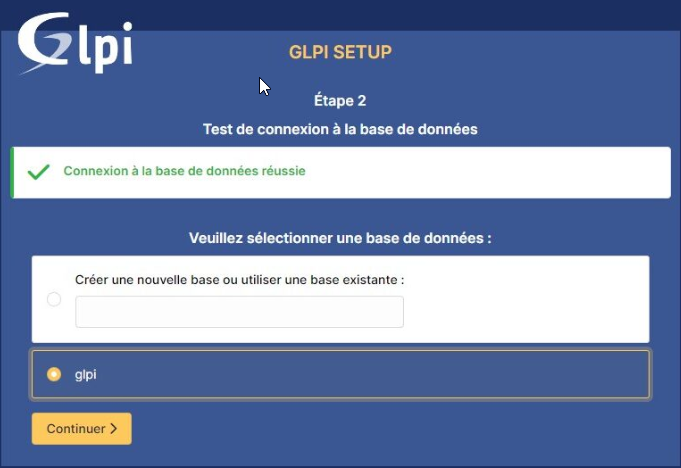 Glpi
GLPI SETUP
Étape 2
Test de connexion à la base de données
Connexion à la base de données réussie
Veuillez sélectionner une base de données :
Créer une nouvelle base ou utiliser une base existante :
glpi
Continuer